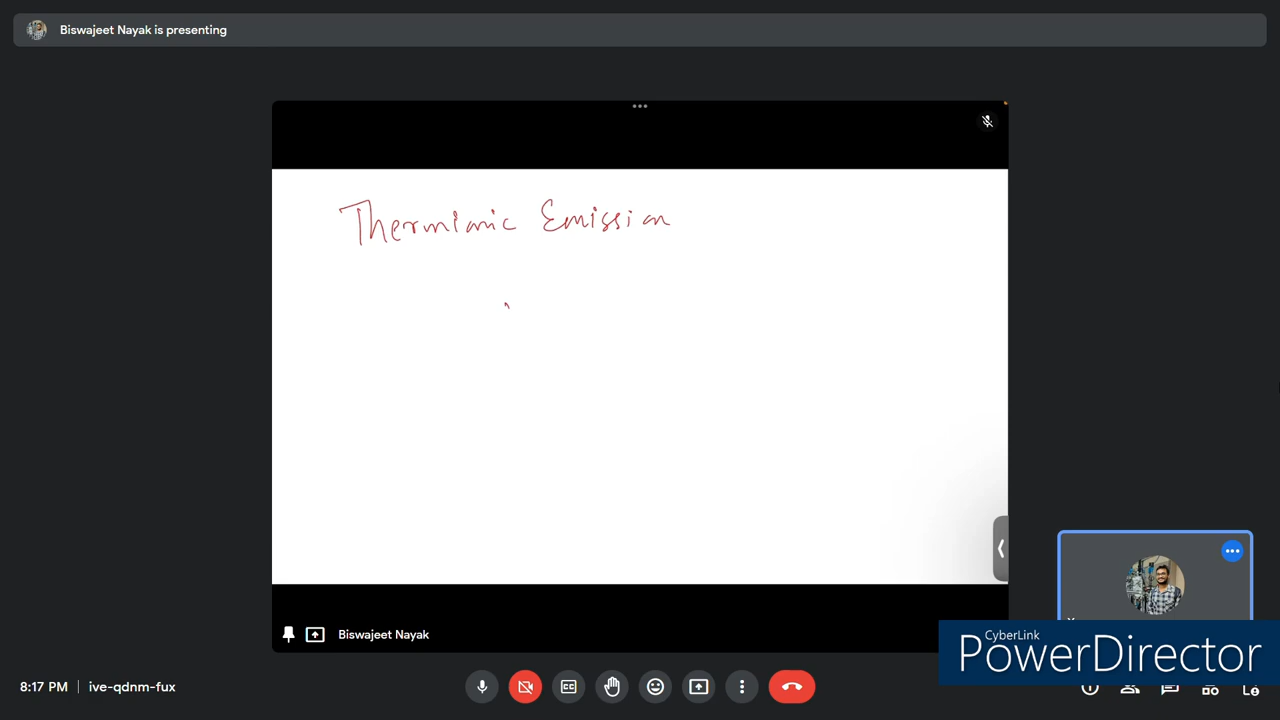 Biswajeet Nayak is presenting
Thermionic Emission
Biswajeet Nayak
CyberLink
PowerDirector
8:17 PM | ive-qdnm-fux